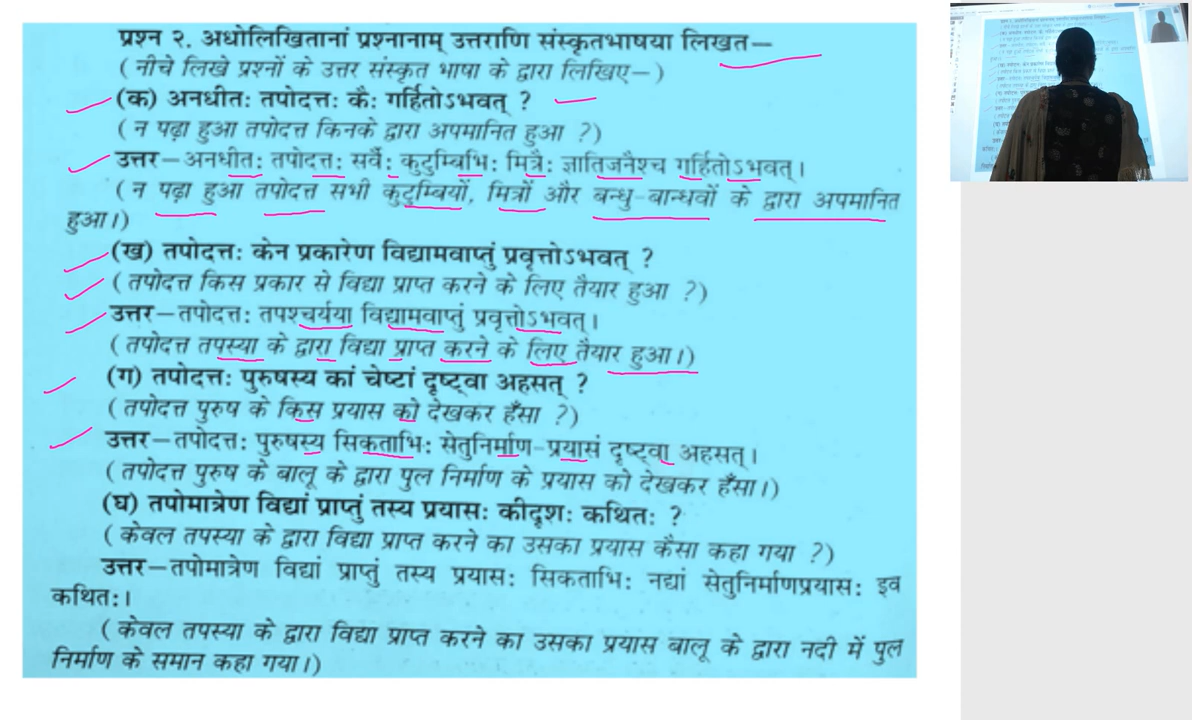 प्रश्न २. अधोलिखितानां प्रश्नानाम् उत्तराणि संस्कृतभाषया लिखत—
(नीचे लिखे प्रश्नों के उत्तर संस्कृत भाषा के द्वारा लिखिए–)
(क) अनधीतः तपोदत्तः कैः गर्हितोऽभवत् ?
(न पढ़ा हुआ तपोदत्त किनके द्वारा अपमानित हुआ ?)
उत्तर–अनधीतः तपोदत्तः सर्वैः कुटुम्बिभिः मित्रैः ज्ञातिजनैश्च गर्हितोऽभवत्।
(न पढ़ा हुआ तपोदत्त सभी कुटुम्बियों, मित्रों और बन्धु-बान्धवों के द्वारा अपमानित
हुआ।)
(ख) तपोदत्तः केन प्रकारेण विद्यामवाप्तुं प्रवृत्तोऽभवत् ?
(तपोदत्त किस प्रकार से विद्या प्राप्त करने के लिए तैयार हुआ ?)
उत्तर–तपोदत्तः तपश्चर्यया विद्यामवाप्तुं प्रवृत्तोऽभवत्।
(तपोदत्त तपस्या के द्वारा विद्या प्राप्त करने के लिए तैयार हुआ।)
(ग) तपोदत्तः पुरुषस्य कां चेष्टां दृष्ट्वा अहसत् ?
(तपोदत्त पुरुष के किस प्रयास को देखकर हँसा ?)
उत्तर–तपोदत्तः पुरुषस्य सिकताभिः सेतुनिर्माण-प्रयासं दृष्ट्वा अहसत्।
(तपोदत्त पुरुष के बालू के द्वारा पुल निर्माण के प्रयास को देखकर हँसा।)
(घ) तपोमात्रेण विद्यां प्राप्तुं तस्य प्रयासः कीदृशः कथितः ?
(केवल तपस्या के द्वारा विद्या प्राप्त करने का उसका प्रयास कैसा कहा गया ?)
उत्तर–तपोमात्रेण विद्यां प्राप्तुं तस्य प्रयासः सिकताभिः नद्यां सेतुनिर्माणप्रयासः इव
कथितः।
(केवल तपस्या के द्वारा विद्या प्राप्त करने का उसका प्रयास बालू के द्वारा नदी में पुल
निर्माण के समान कहा गया।)